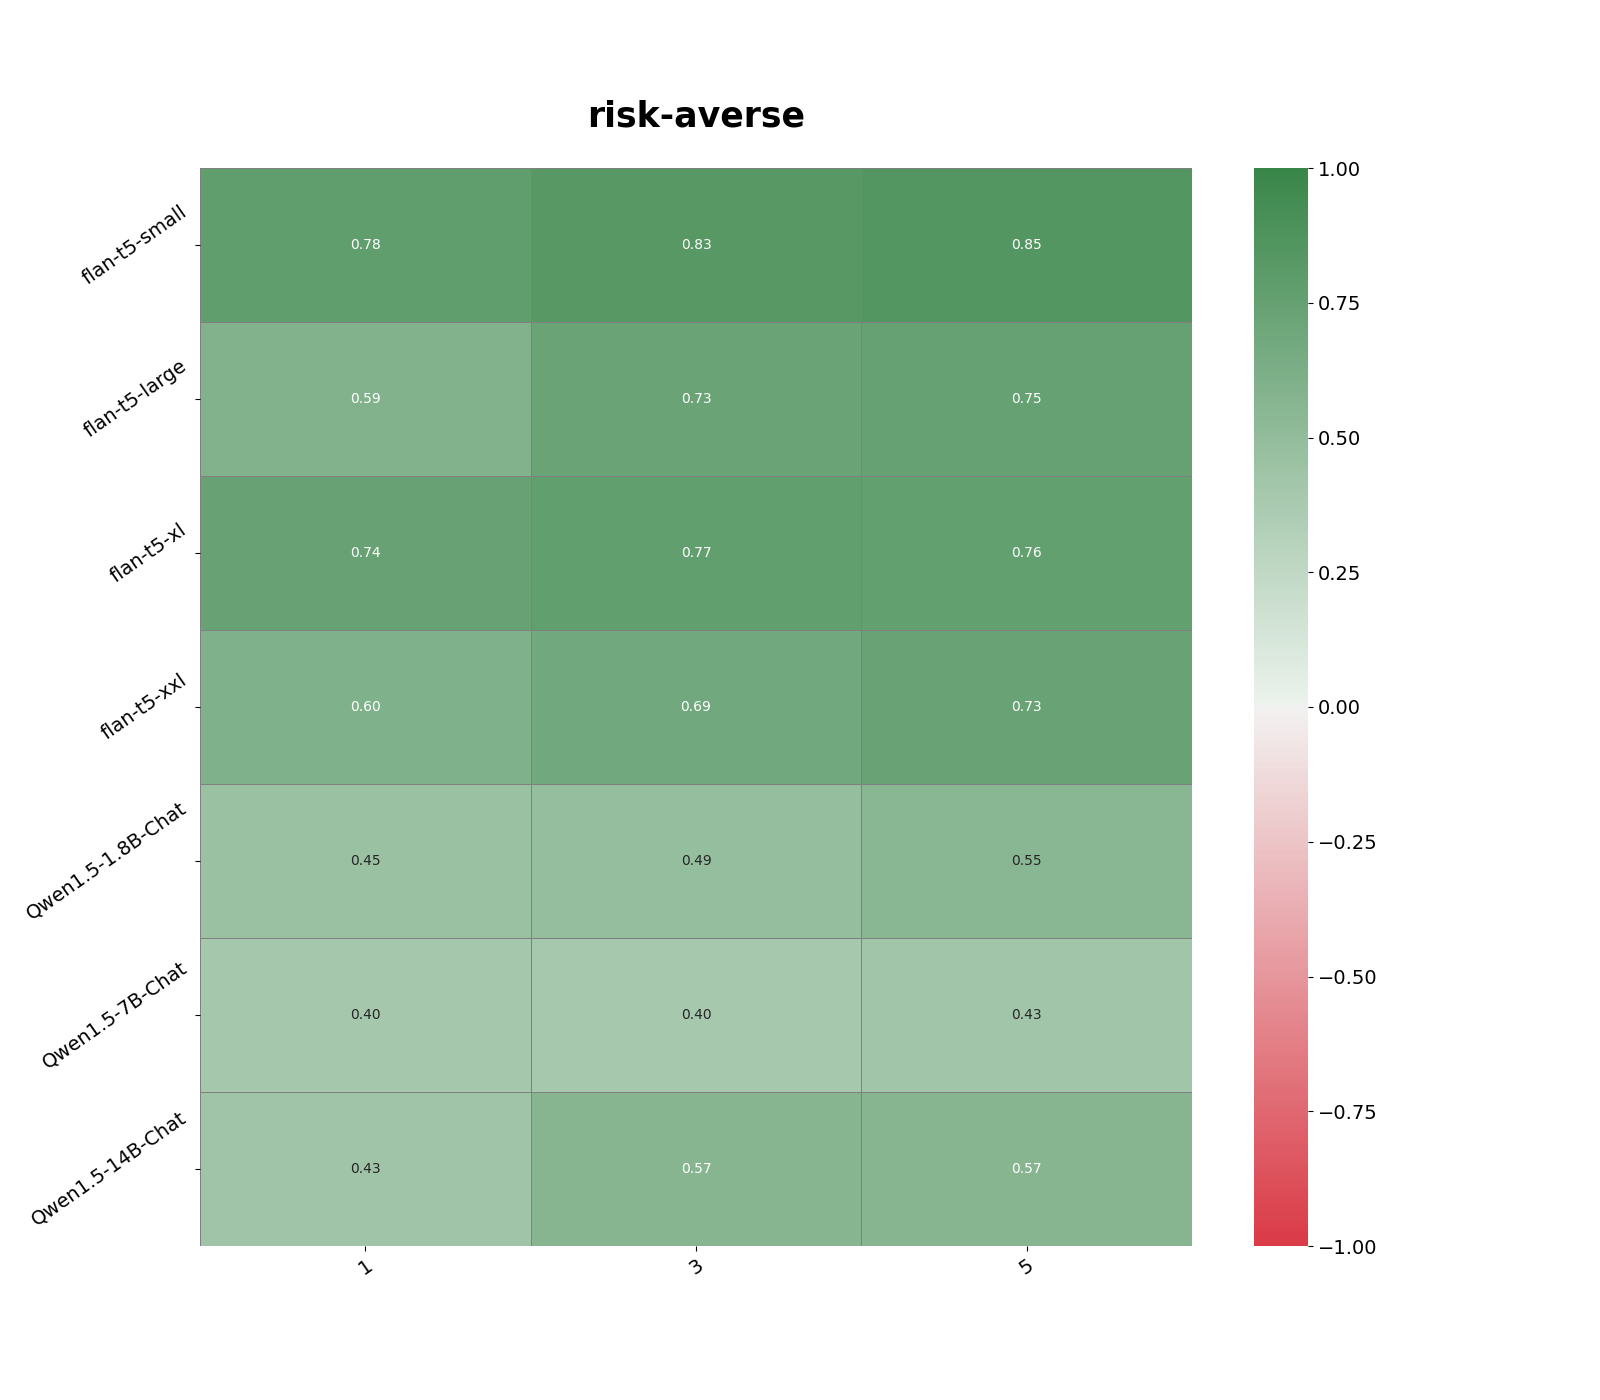 risk-averse
flan-t5-small
0.78 0.83 0.85
flan-t5-large
0.59 0.73 0.75
flan-t5-xl
0.74 0.77 0.76
flan-t5-xxl
0.60 0.69 0.73
Qwen1.5-1.8B-Chat
0.45 0.49 0.55
Qwen1.5-7B-Chat
0.40 0.40 0.43
Qwen1.5-14B-Chat
0.43 0.57 0.57
1 3 5
1.00
0.75
0.50
0.25
0.00
−0.25
−0.50
−0.75
−1.00